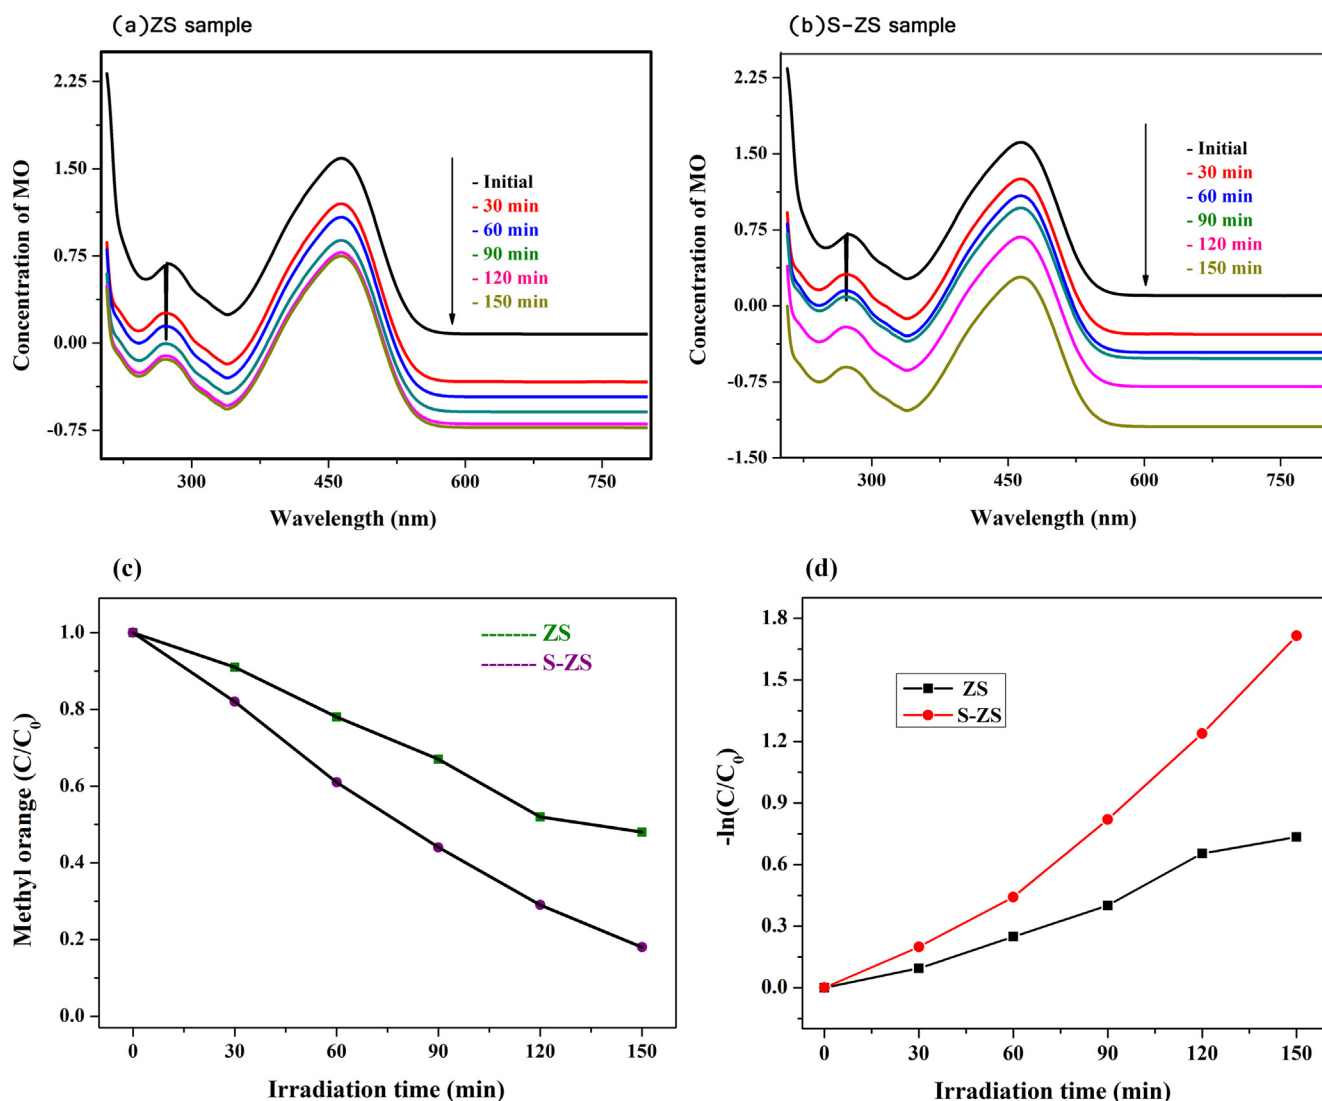 (a)ZS sample
2.25
1.50
0.75
0.00
-0.75
Concentration of MO
- Initial
- 30 min
- 60 min
- 90 min
- 120 min
- 150 min
300
450
600
750
Wavelength (nm)
(b)S-ZS sample
2.25
1.50
0.75
0.00
-0.75
-1.50
Concentration of MO
- Initial
- 30 min
- 60 min
- 90 min
- 120 min
- 150 min
300
450
600
750
Wavelength (nm)
(c)
1.0
0.8
0.6
0.4
0.2
0.0
Methyl orange (C/C0)
ZS
S-ZS
0
30
60
90
120
150
Irradiation time (min)
(d)
1.8
1.5
1.2
0.9
0.6
0.3
0.0
-ln(C/C0)
ZS
S-ZS
0
30
60
90
120
150
Irradiation time (min)